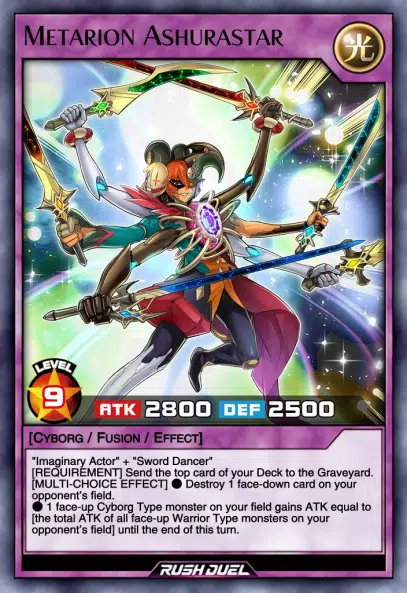 METARION ASHURASTAR
光
LEVEL
9
ATK 2800 DEF 2500
[CYBORG / FUSION / EFFECT]
"Imaginary Actor" + "Sword Dancer"
[REQUIREMENT] Send the top card of your Deck to the Graveyard.
[MULTI-CHOICE EFFECT] ● Destroy 1 face-down card on your
opponent's field.
● 1 face-up Cyborg Type monster on your field gains ATK equal to
[the total ATK of all face-up Warrior Type monsters on your
opponent's field] until the end of this turn.
RUSH DUEL